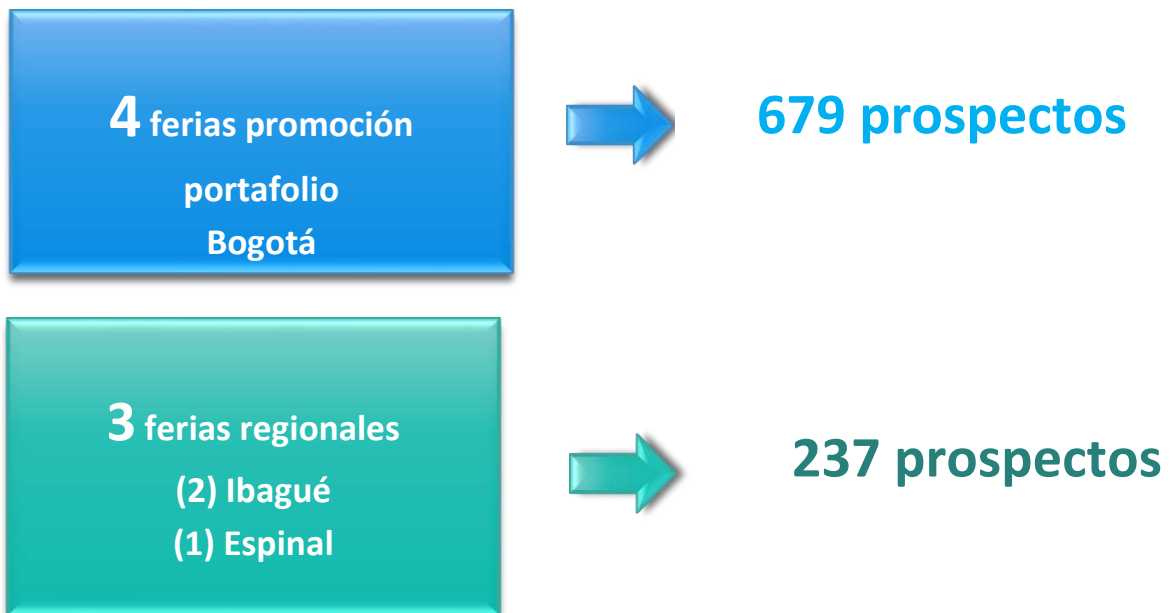 4 ferias promoción
portafolio
Bogotá
679 prospectos
3 ferias regionales
(2) Ibagué
(1) Espinal
237 prospectos